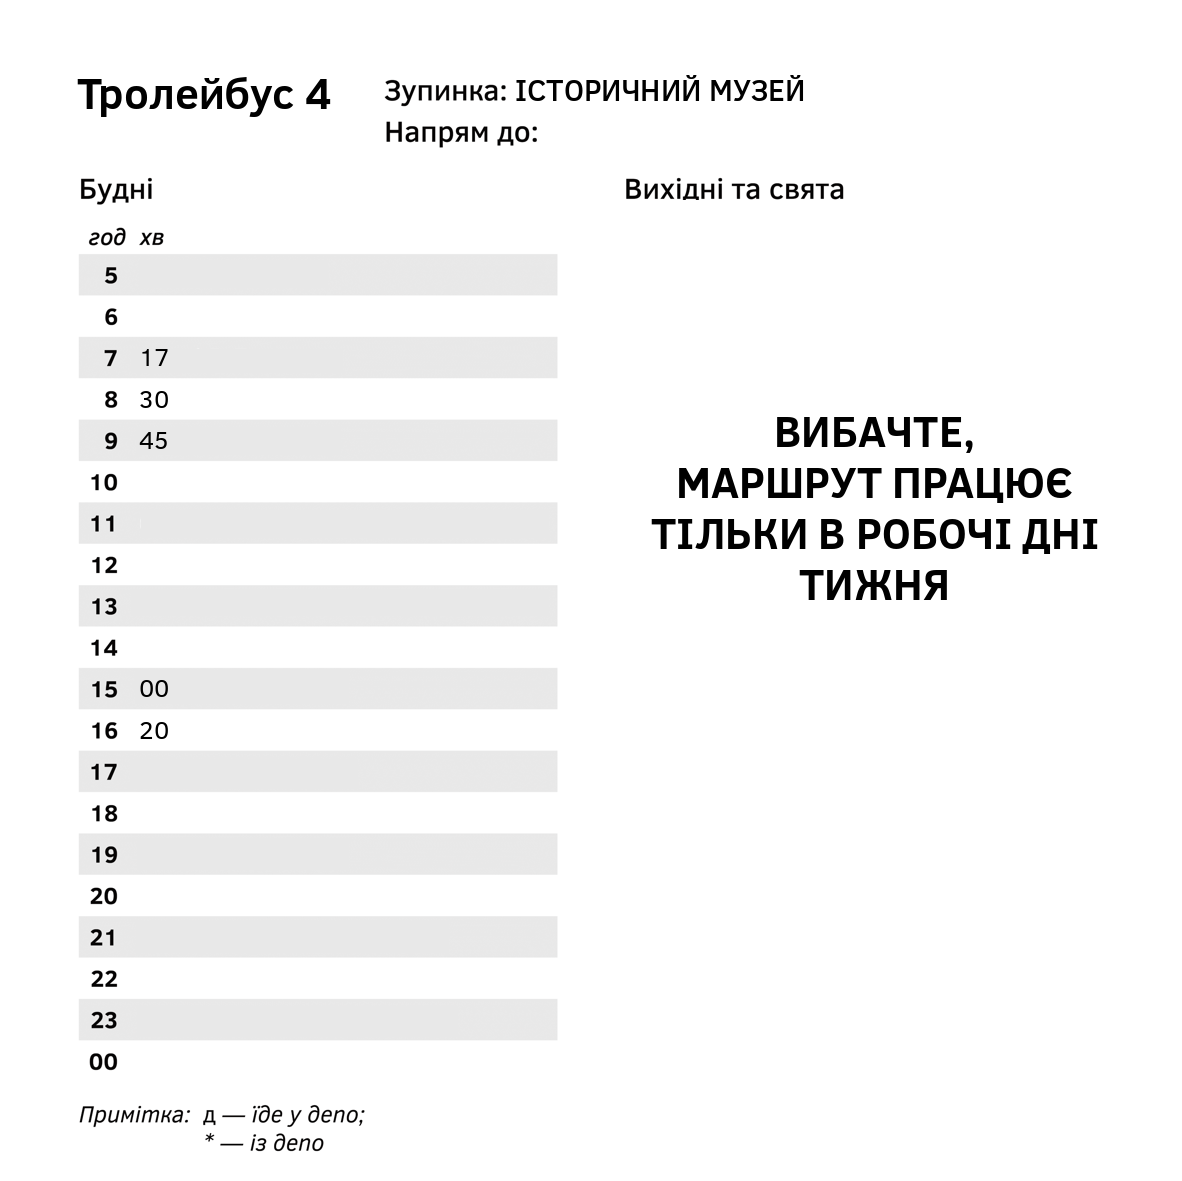 Тролейбус 4
Зупинка: ІСТОРИЧНИЙ МУЗЕЙ
Напрям до:
Будні
год хв
5
6
7 17
8 30
9 45
10
11
12
13
14
15 00
16 20
17
18
19
20
21
22
23
00
Примітка: д — їде у депо;
* — із депо
Вихідні та свята
ВИБАЧТЕ,
МАРШРУТ ПРАЦЮЄ
ТІЛЬКИ В РОБОЧІ ДНІ
ТИЖНЯ